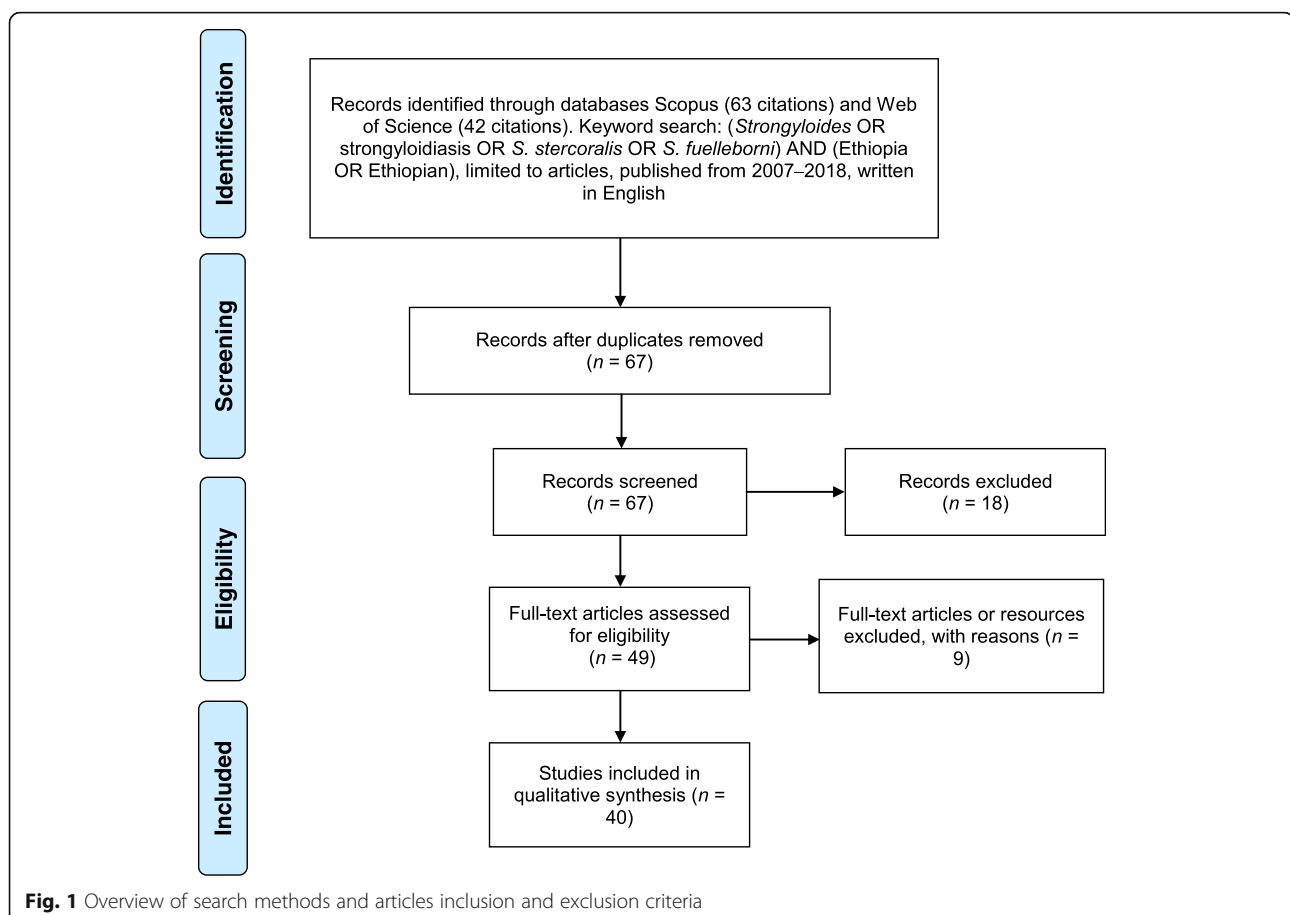 Identification
Records identified through databases Scopus (63 citations) and Web
of Science (42 citations). Keyword search: (Strongyloides OR
strongyloidiasis OR S. stercoralis OR S. fuelleborni) AND (Ethiopia
OR Ethiopian), limited to articles, published from 2007–2018, written
in English
Screening
Records after duplicates removed
(n = 67)
Records screened
(n = 67)
Records excluded
(n = 18)
Eligibility
Full-text articles assessed
for eligibility
(n = 49)
Full-text articles or resources
excluded, with reasons (n =
9)
Included
Studies included in
qualitative synthesis (n =
40)
Fig. 1 Overview of search methods and articles inclusion and exclusion criteria